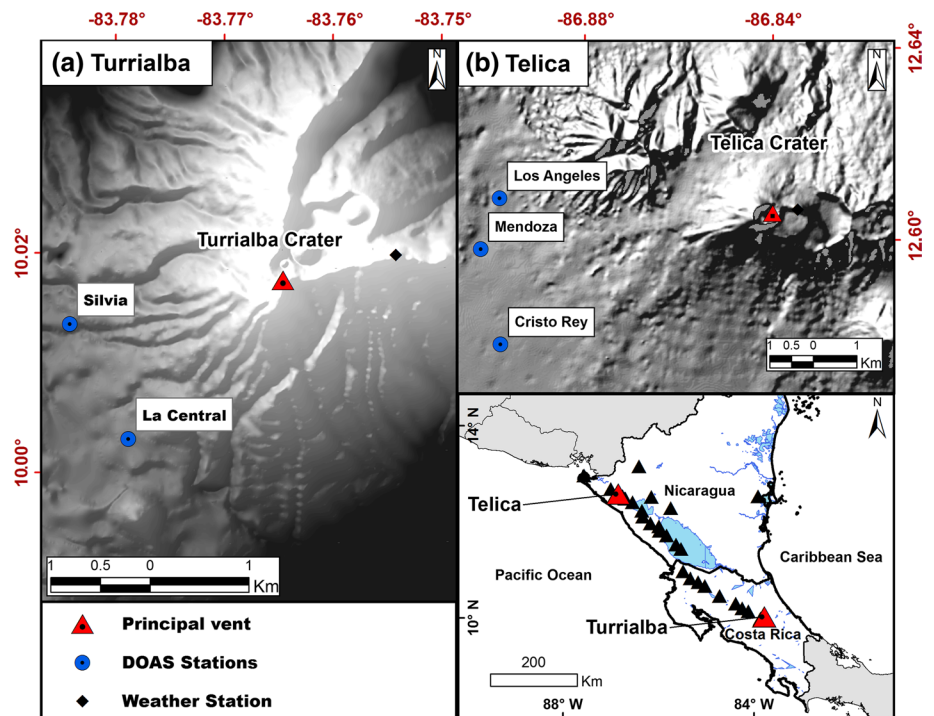 -83.78° -83.77° -83.76° -83.75° -86.88° -86.84°
(a) Turrialba
N
10.02°
10.00°
Turrialba Crater
Silvia
La Central
1 0.5 0 1
Km
(b) Telica
N
12.64°
12.60°
Telica Crater
Los Angeles
Mendoza
Cristo Rey
1 0.5 0 1
Km
Principal vent
DOAS Stations
Weather Station
N
14° N
10° N
Telica
Nicaragua
Caribbean Sea
Pacific Ocean
Turrialba
Costa Rica
200
Km
88° W 84° W